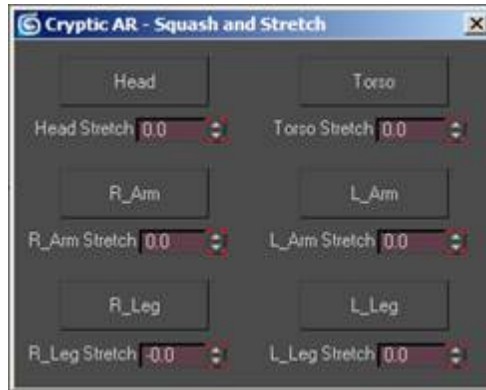 Cryptic AR - Squash and Stretch
Head Torso
Head Stretch 0.0 Torso Stretch 0.0
R_Arm L_Arm
R_Arm Stretch 0.0 L_Arm Stretch 0.0
R_Leg L_Leg
R_Leg Stretch -0.0 L_Leg Stretch 0.0